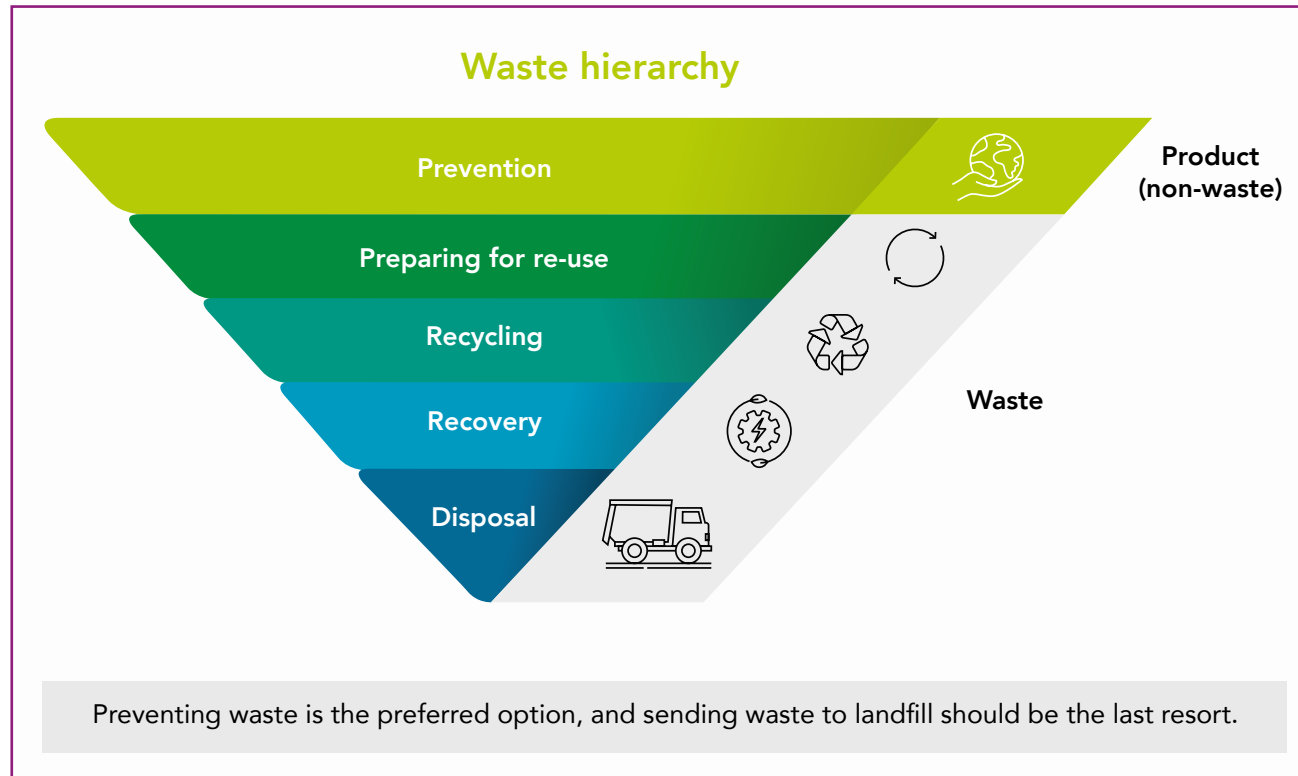 Waste hierarchy
Prevention
Product
(non-waste)
Preparing for re-use
Recycling
Waste
Recovery
Disposal
Preventing waste is the preferred option, and sending waste to landfill should be the last resort.